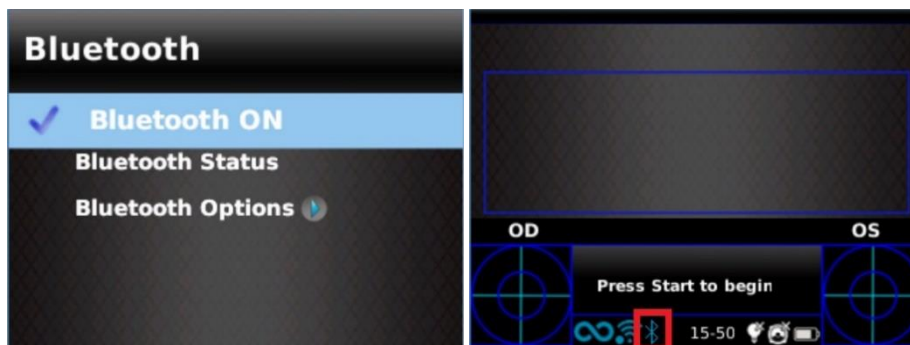 Bluetooth
Bluetooth ON
Bluetooth Status
Bluetooth Options
OD
OS
Press Start to begin
15-50